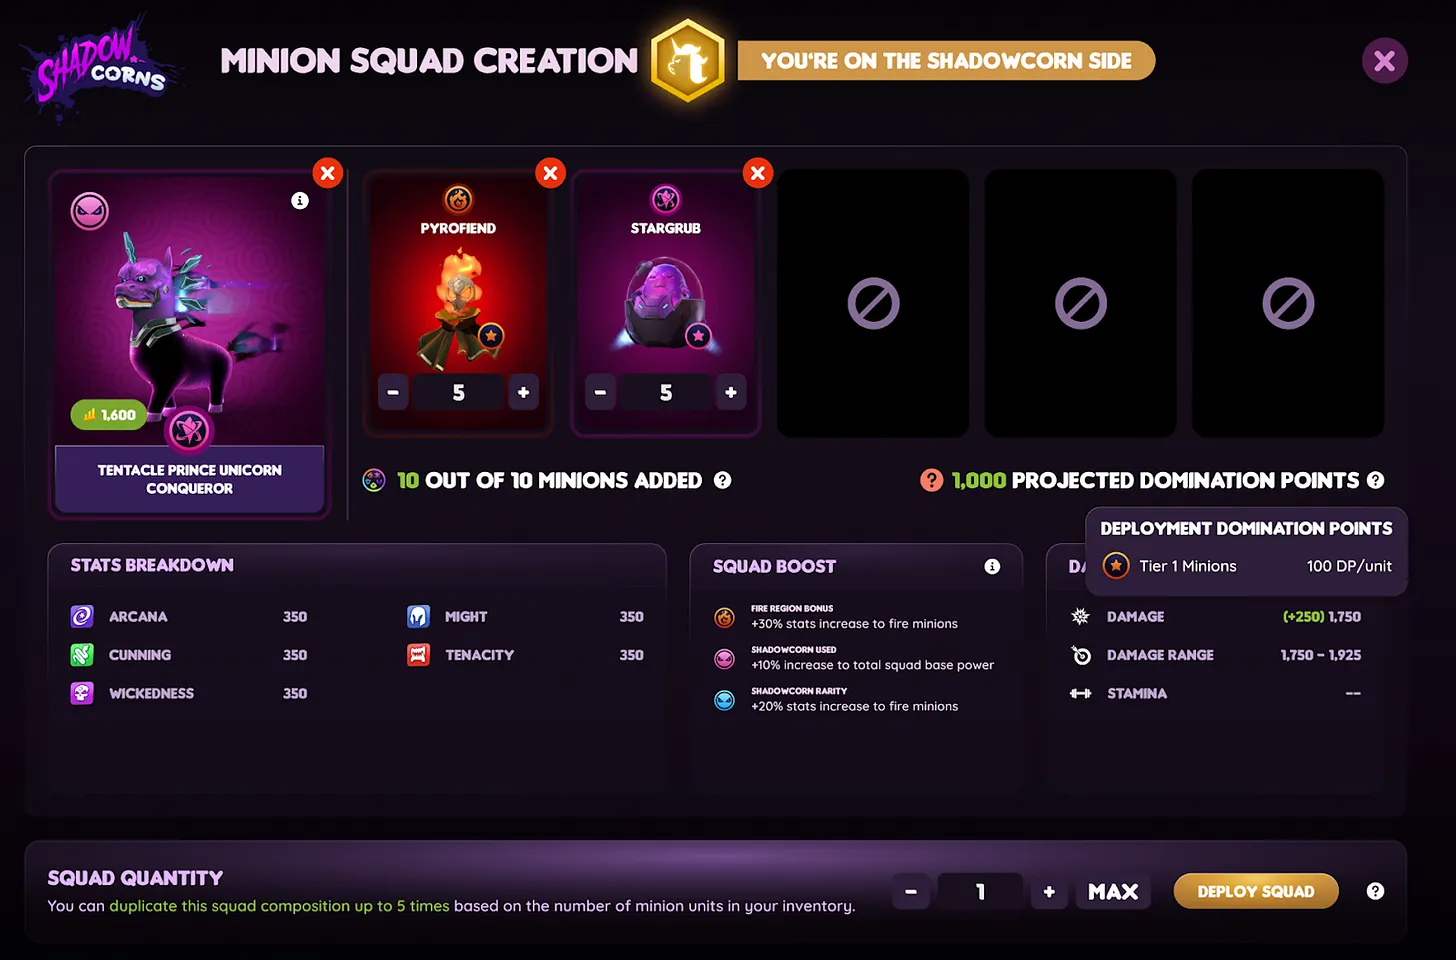 SHADOW
CORNS
MINION SQUAD CREATION
YOU'RE ON THE SHADOWCORN SIDE
PYROFIEND
STARGRUB
5
5
1,600
TENTACLE PRINCE UNICORN
CONQUEROR
10 OUT OF 10 MINIONS ADDED
1,000 PROJECTED DOMINATION POINTS
DEPLOYMENT DOMINATION POINTS
Tier 1 Minions 100 DP/unit
STATS BREAKDOWN
ARCANA 350
MIGHT 350
CUNNING 350
TENACITY 350
WICKEDNESS 350
SQUAD BOOST
FIRE REGION BONUS
+30% stats increase to fire minions
SHADOWCORN USED
+10% increase to total squad base power
SHADOWCORN RARITY
+20% stats increase to fire minions
DA
DAMAGE (+250) 1,750
DAMAGE RANGE 1,750 - 1,925
STAMINA --
SQUAD QUANTITY
You can duplicate this squad composition up to 5 times based on the number of minion units in your inventory.
- 1 + MAX
DEPLOY SQUAD